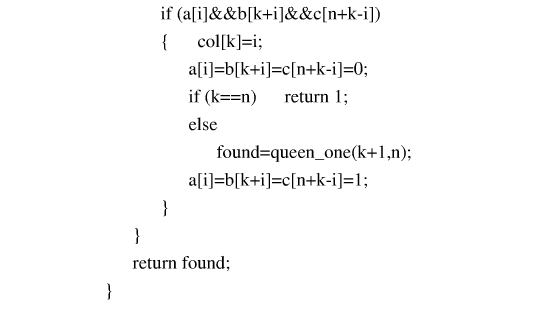 if (a[i]&&b[k+i]&&c[n+k-i])
{ col[k]=i;
a[i]=b[k+i]=c[n+k-i]=0;
if (k==n) return 1;
else
found=queen_one(k+1,n);
a[i]=b[k+i]=c[n+k-i]=1;
}
}
return found;
}